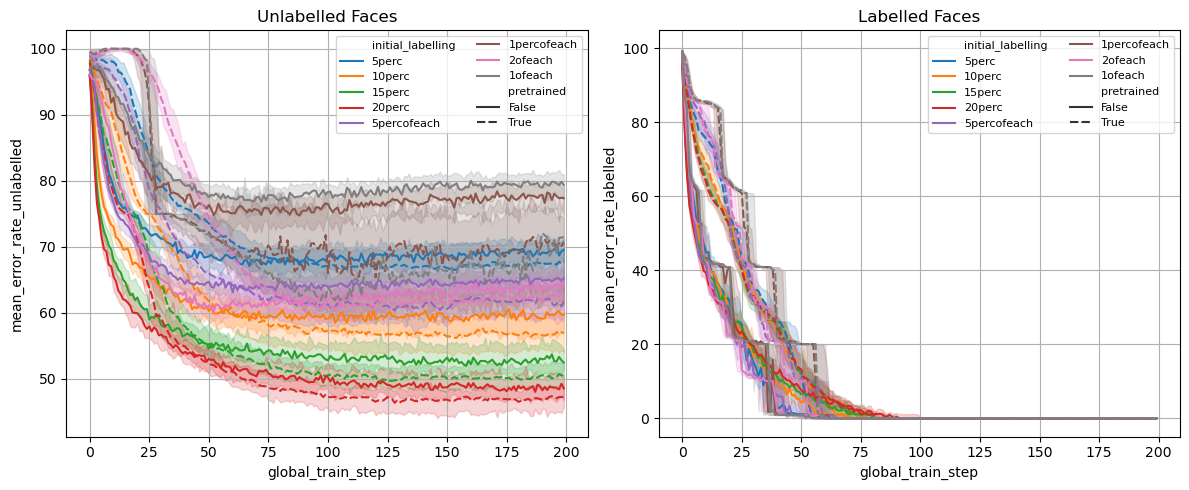 Unlabelled Faces
mean_error_rate_unlabelled
100
90
80
70
60
50
0 25 50 75 100 125 150 175 200
global_train_step
initial_labelling
5perc
10perc
15perc
20perc
5percofeach
1percofeach
2ofeach
1ofeach
pretrained
False
True
Labelled Faces
mean_error_rate_labelled
100
80
60
40
20
0
0 25 50 75 100 125 150 175 200
global_train_step
initial_labelling
5perc
10perc
15perc
20perc
5percofeach
1percofeach
2ofeach
1ofeach
pretrained
False
True